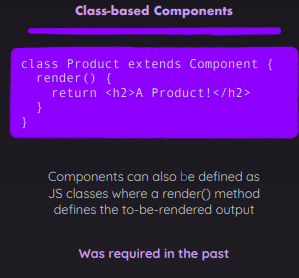 Class-based Components
class Product extends Component {
  render() {
    return <h2>A Product!</h2>
  }
}
Components can also be defined as
JS classes where a render() method
defines the to-be-rendered output
Was required in the past